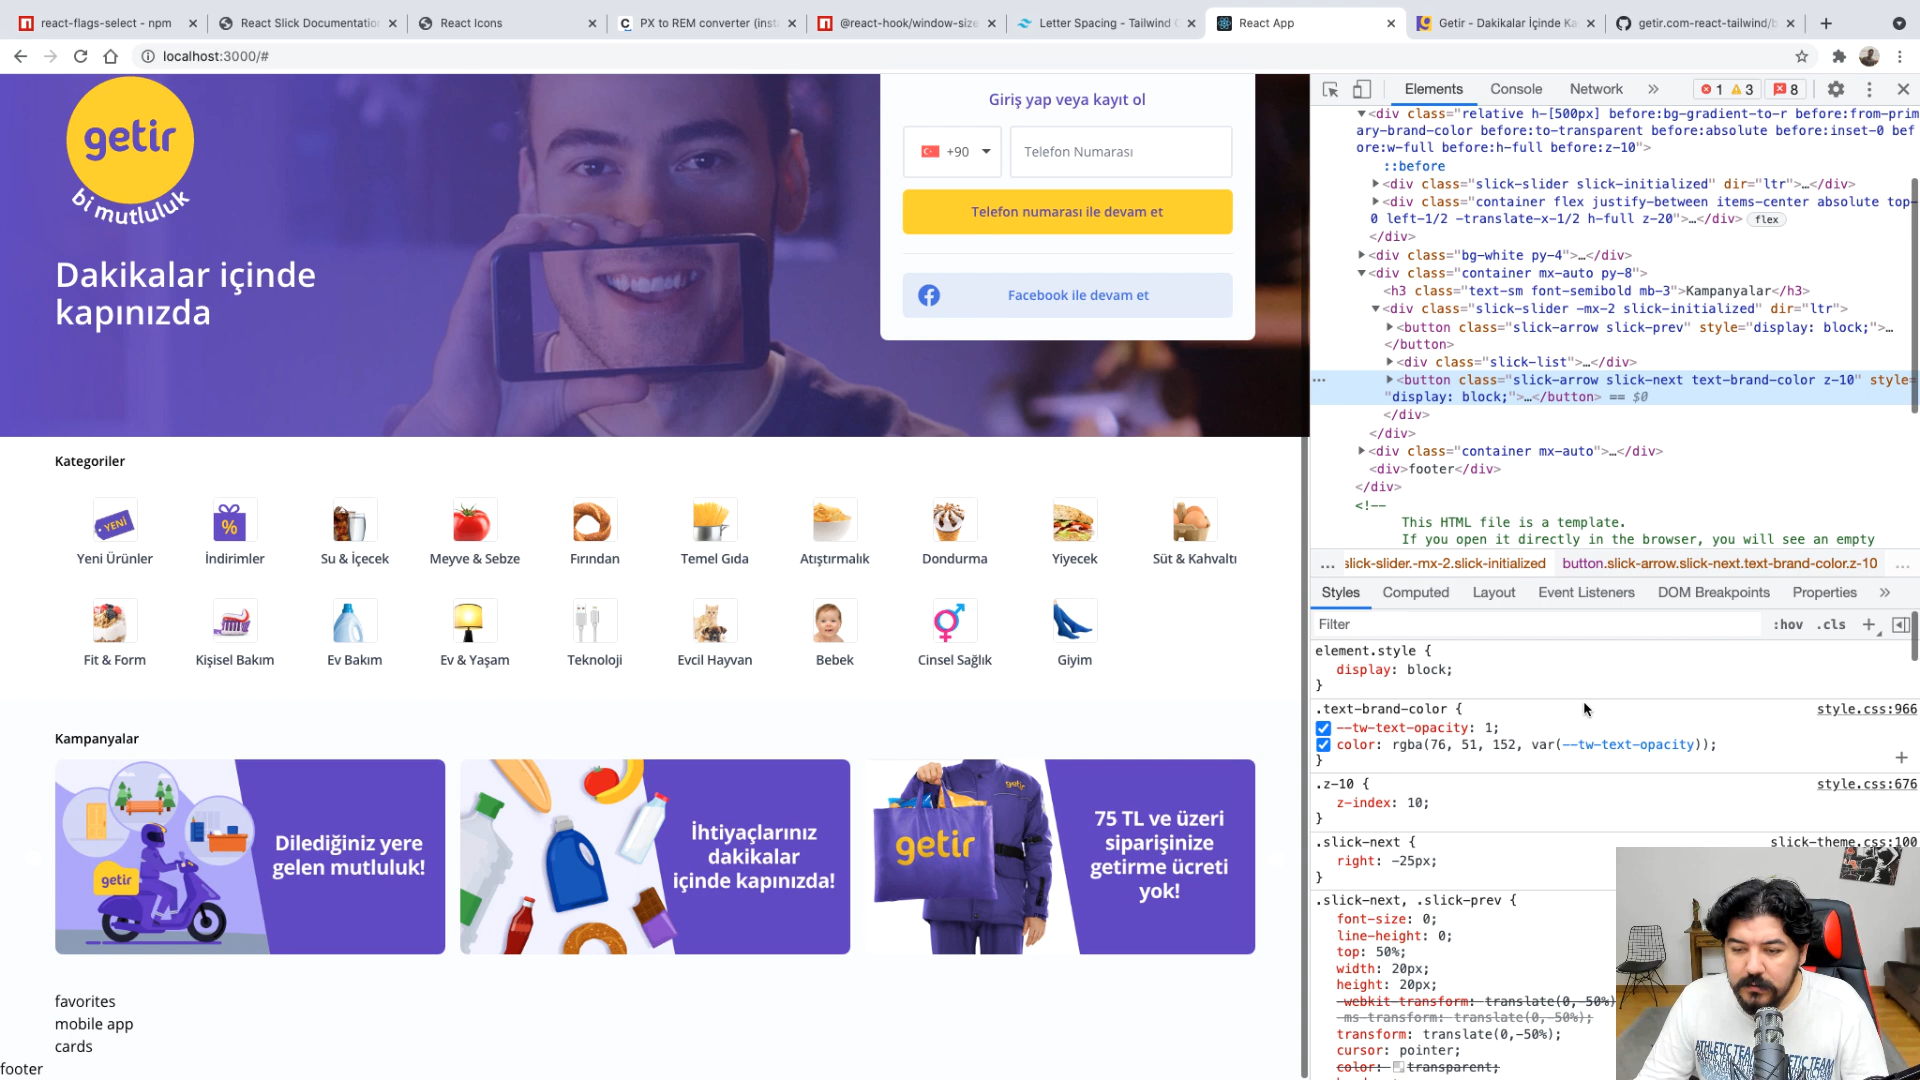 react-flags-select - npm
React Slick Documentatio
React Icons
PX to REM converter (insta
@react-hook/window-size
Letter Spacing - Tailwind C
React App
Getir - Dakikalar İçinde Ka
getir.com-react-tailwind/b
localhost:3000/#
getir
bi mutluluk
Dakikalar içinde
kapınızda
Giriş yap veya kayıt ol
+90
Telefon Numarası
Telefon numarası ile devam et
Facebook ile devam et
Kategoriler
Yeni Ürünler
İndirimler
Su & İçecek
Meyve & Sebze
Fırından
Temel Gıda
Atıştırmalık
Dondurma
Yiyecek
Süt & Kahvaltı
Fit & Form
Kişisel Bakım
Ev Bakım
Ev & Yaşam
Teknoloji
Evcil Hayvan
Bebek
Cinsel Sağlık
Giyim
Kampanyalar
Dilediğiniz yere
gelen mutluluk!
getir
İhtiyaçlarınız
dakikalar
içinde kapınızda!
getir
75 TL ve üzeri
siparişinize
getirme ücreti
yok!
favorites
mobile app
cards
footer
Elements Console Network » 1 3 8
<div class="relative h-[500px] before:bg-gradient-to-r before:from-prim
ary-brand-color before:to-transparent before:absolute before:inset-0 bef
ore:w-full before:h-full before:z-10">
::before
<div class="slick-slider slick-initialized" dir="ltr">…</div>
<div class="container flex justify-between items-center absolute top-
0 left-1/2 -translate-x-1/2 h-full z-20">…</div> flex
</div>
<div class="bg-white py-4">…</div>
<div class="container mx-auto py-8">
<h3 class="text-sm font-semibold mb-3">Kampanyalar</h3>
<div class="slick-slider -mx-2 slick-initialized" dir="ltr">
<button class="slick-arrow slick-prev" style="display: block;">…
</button>
<div class="slick-list">…</div>
<button class="slick-arrow slick-next text-brand-color z-10" style=
"display: block;">…</button> == $0
</div>
</div>
<div class="container mx-auto">…</div>
<div>footer</div>
</div>
<!--
This HTML file is a template.
If you open it directly in the browser, you will see an empty
… slick-slider.-mx-2.slick-initialized button.slick-arrow.slick-next.text-brand-color.z-10 …
Styles Computed Layout Event Listeners DOM Breakpoints Properties »
Filter :hov .cls +
element.style {
display: block;
}
.text-brand-color { style.css:966
--tw-text-opacity: 1;
color: rgba(76, 51, 152, var(--tw-text-opacity));
}
.z-10 { style.css:676
z-index: 10;
}
.slick-next { slick-theme.css:100
right: -25px;
}
.slick-next, .slick-prev {
font-size: 0;
line-height: 0;
top: 50%;
width: 20px;
height: 20px;
-webkit-transform: translate(0,-50%)
-ms-transform: translate(0,-50%);
transform: translate(0,-50%);
cursor: pointer;
color: transparent;